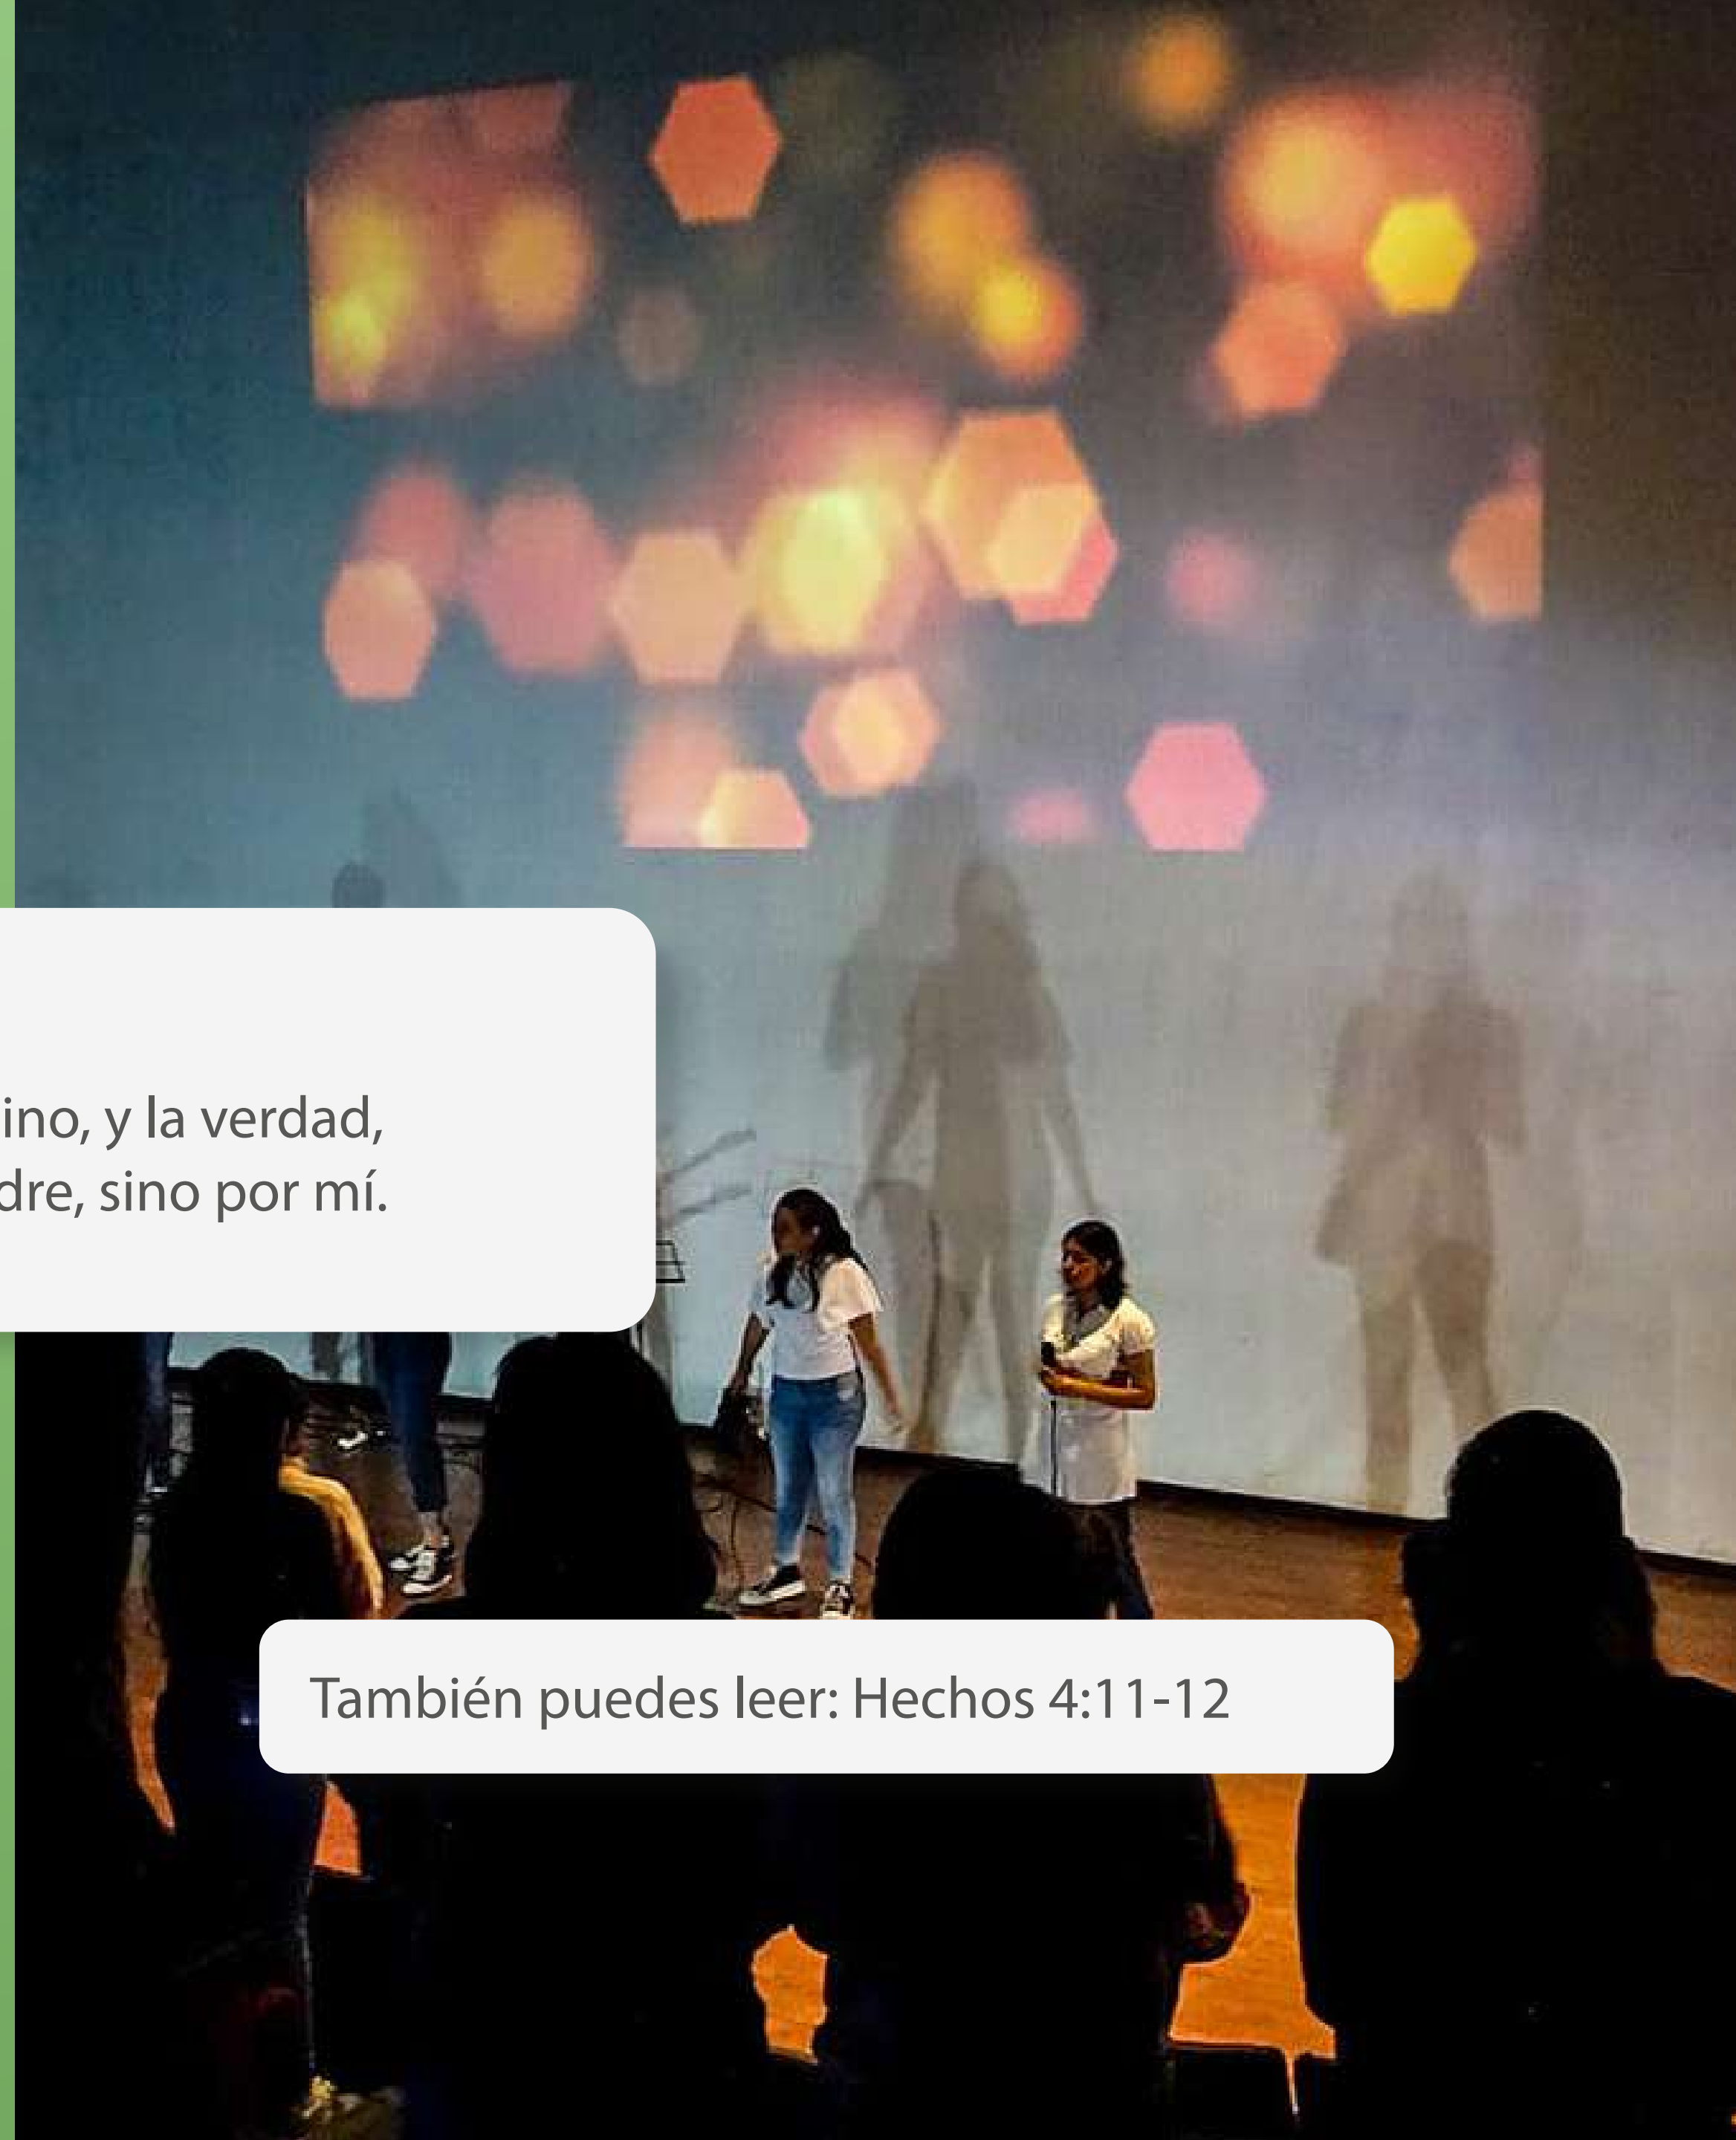 ino, y la verdad,
dre, sino por mí.
También puedes leer: Hechos 4:11-12